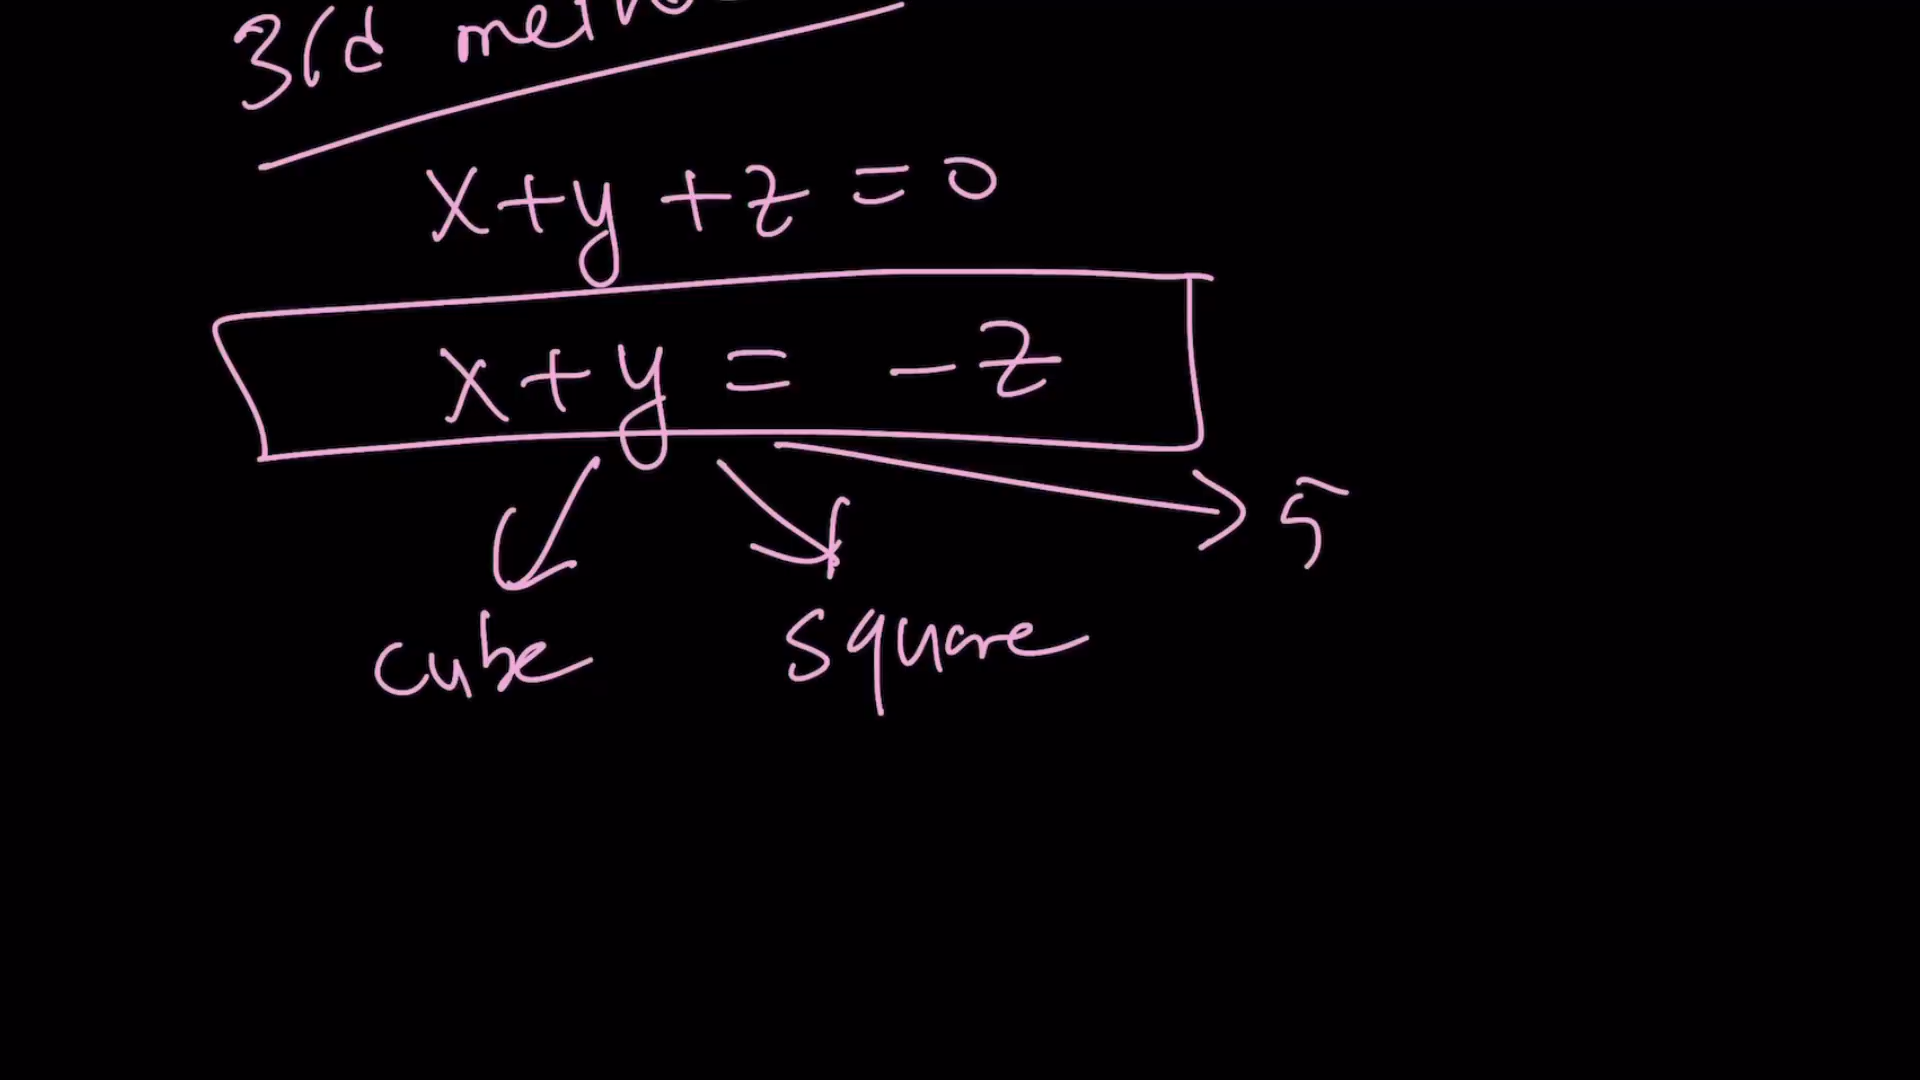 3rd
x+y+z=0
x+y = -z
5
cube square